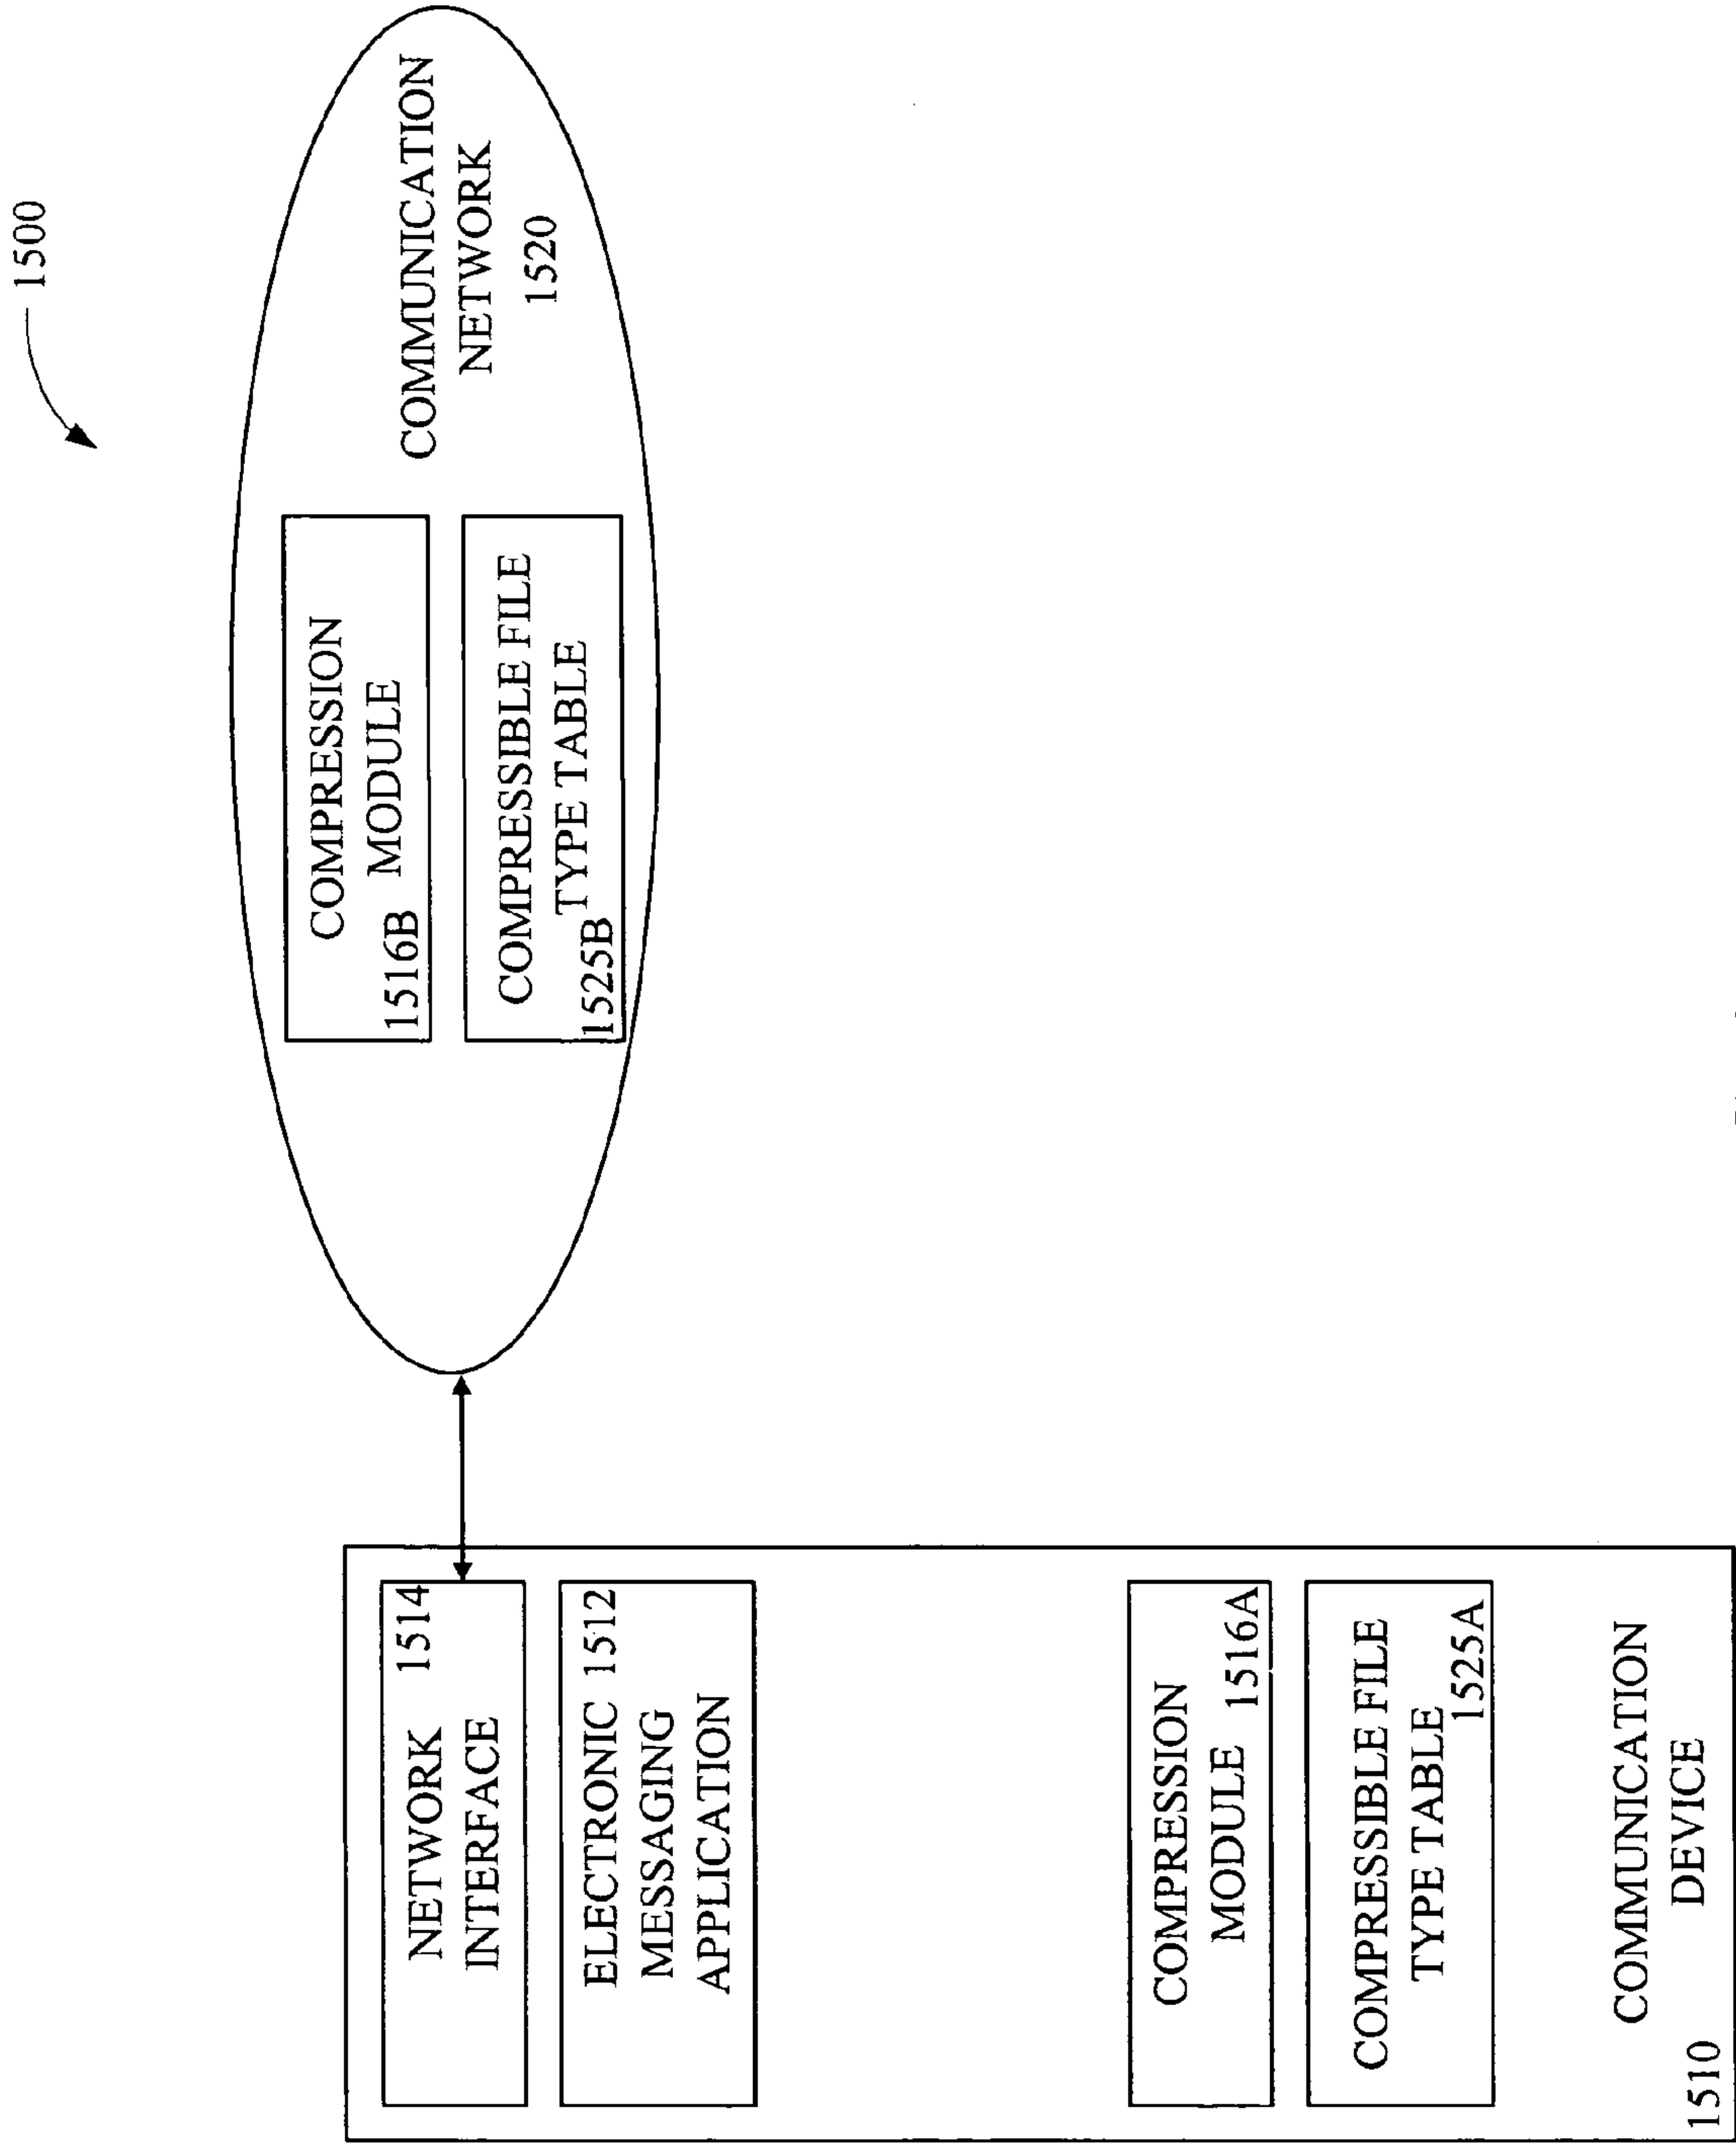 1500
NETWORK 1514
INTERFACE
ELECTRONIC 1512
MESSAGING
APPLICATION
COMPRESSION
MODULE 1516A
COMPRESSIBLE FILE
TYPE TABLE
1525A
COMMUNICATION
DEVICE
1510
COMPRESSION
MODULE
1516B
COMPRESSIBLE FILE
TYPE TABLE
1525B
COMMUNICATION
NETWORK
1520